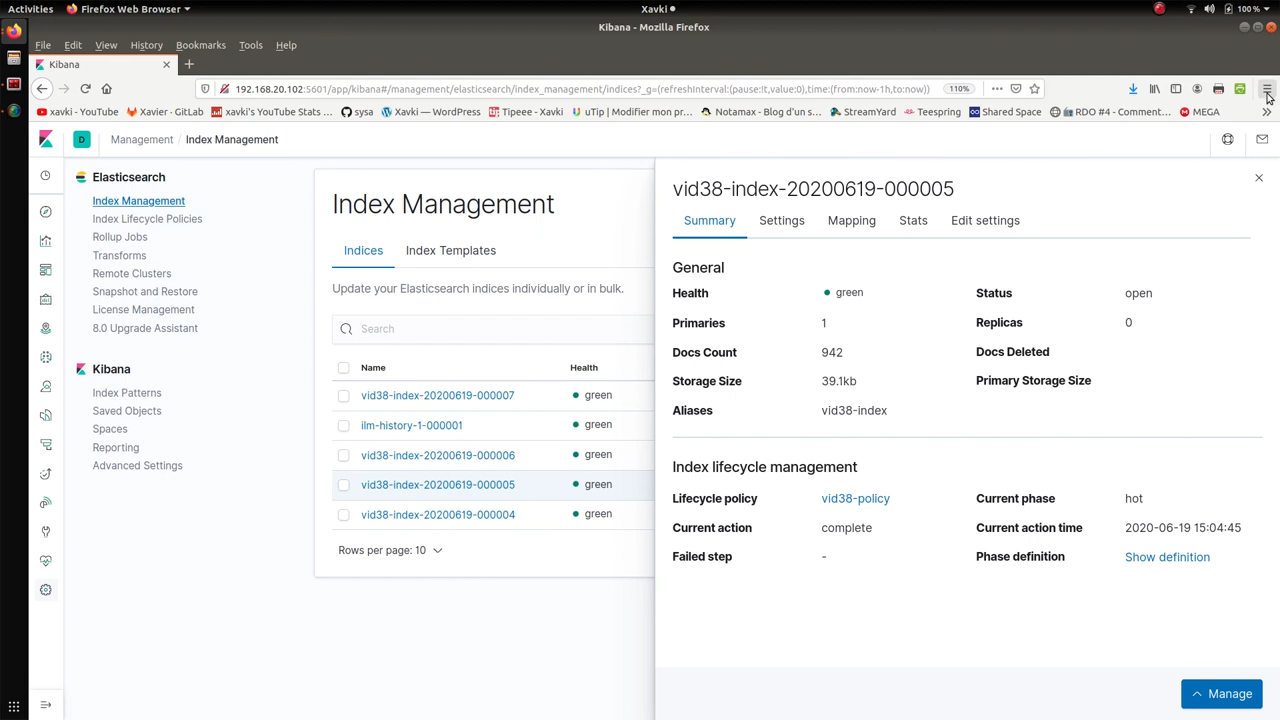 Activities Firefox Web Browser Xavki 100 %
Kibana - Mozilla Firefox
File Edit View History Bookmarks Tools Help
Kibana
192.168.20.102:5601/app/kibana#/management/elasticsearch/index_management/indices?_g=(refreshInterval:(pause:!t,value:0),time:(from:now-1h,to:now)) 110%
xavki - YouTube Xavier · GitLab xavki's YouTube Stats … sysa Xavki — WordPress Tipeee - Xavki uTip | Modifier mon pr… Notamax - Blog d'un s… StreamYard Teespring Shared Space RDO #4 - Comment… MEGA
D Management / Index Management
Elasticsearch
Index Management
Index Lifecycle Policies
Rollup Jobs
Transforms
Remote Clusters
Snapshot and Restore
License Management
8.0 Upgrade Assistant
Kibana
Index Patterns
Saved Objects
Spaces
Reporting
Advanced Settings
Index Management
Indices Index Templates
Update your Elasticsearch indices individually or in bulk.
Search
Name Health
vid38-index-20200619-000007 green
ilm-history-1-000001 green
vid38-index-20200619-000006 green
vid38-index-20200619-000005 green
vid38-index-20200619-000004 green
Rows per page: 10
vid38-index-20200619-000005
Summary Settings Mapping Stats Edit settings
General
Health green Status open
Primaries 1 Replicas 0
Docs Count 942 Docs Deleted
Storage Size 39.1kb Primary Storage Size
Aliases vid38-index
Index lifecycle management
Lifecycle policy vid38-policy Current phase hot
Current action complete Current action time 2020-06-19 15:04:45
Failed step - Phase definition Show definition
Manage